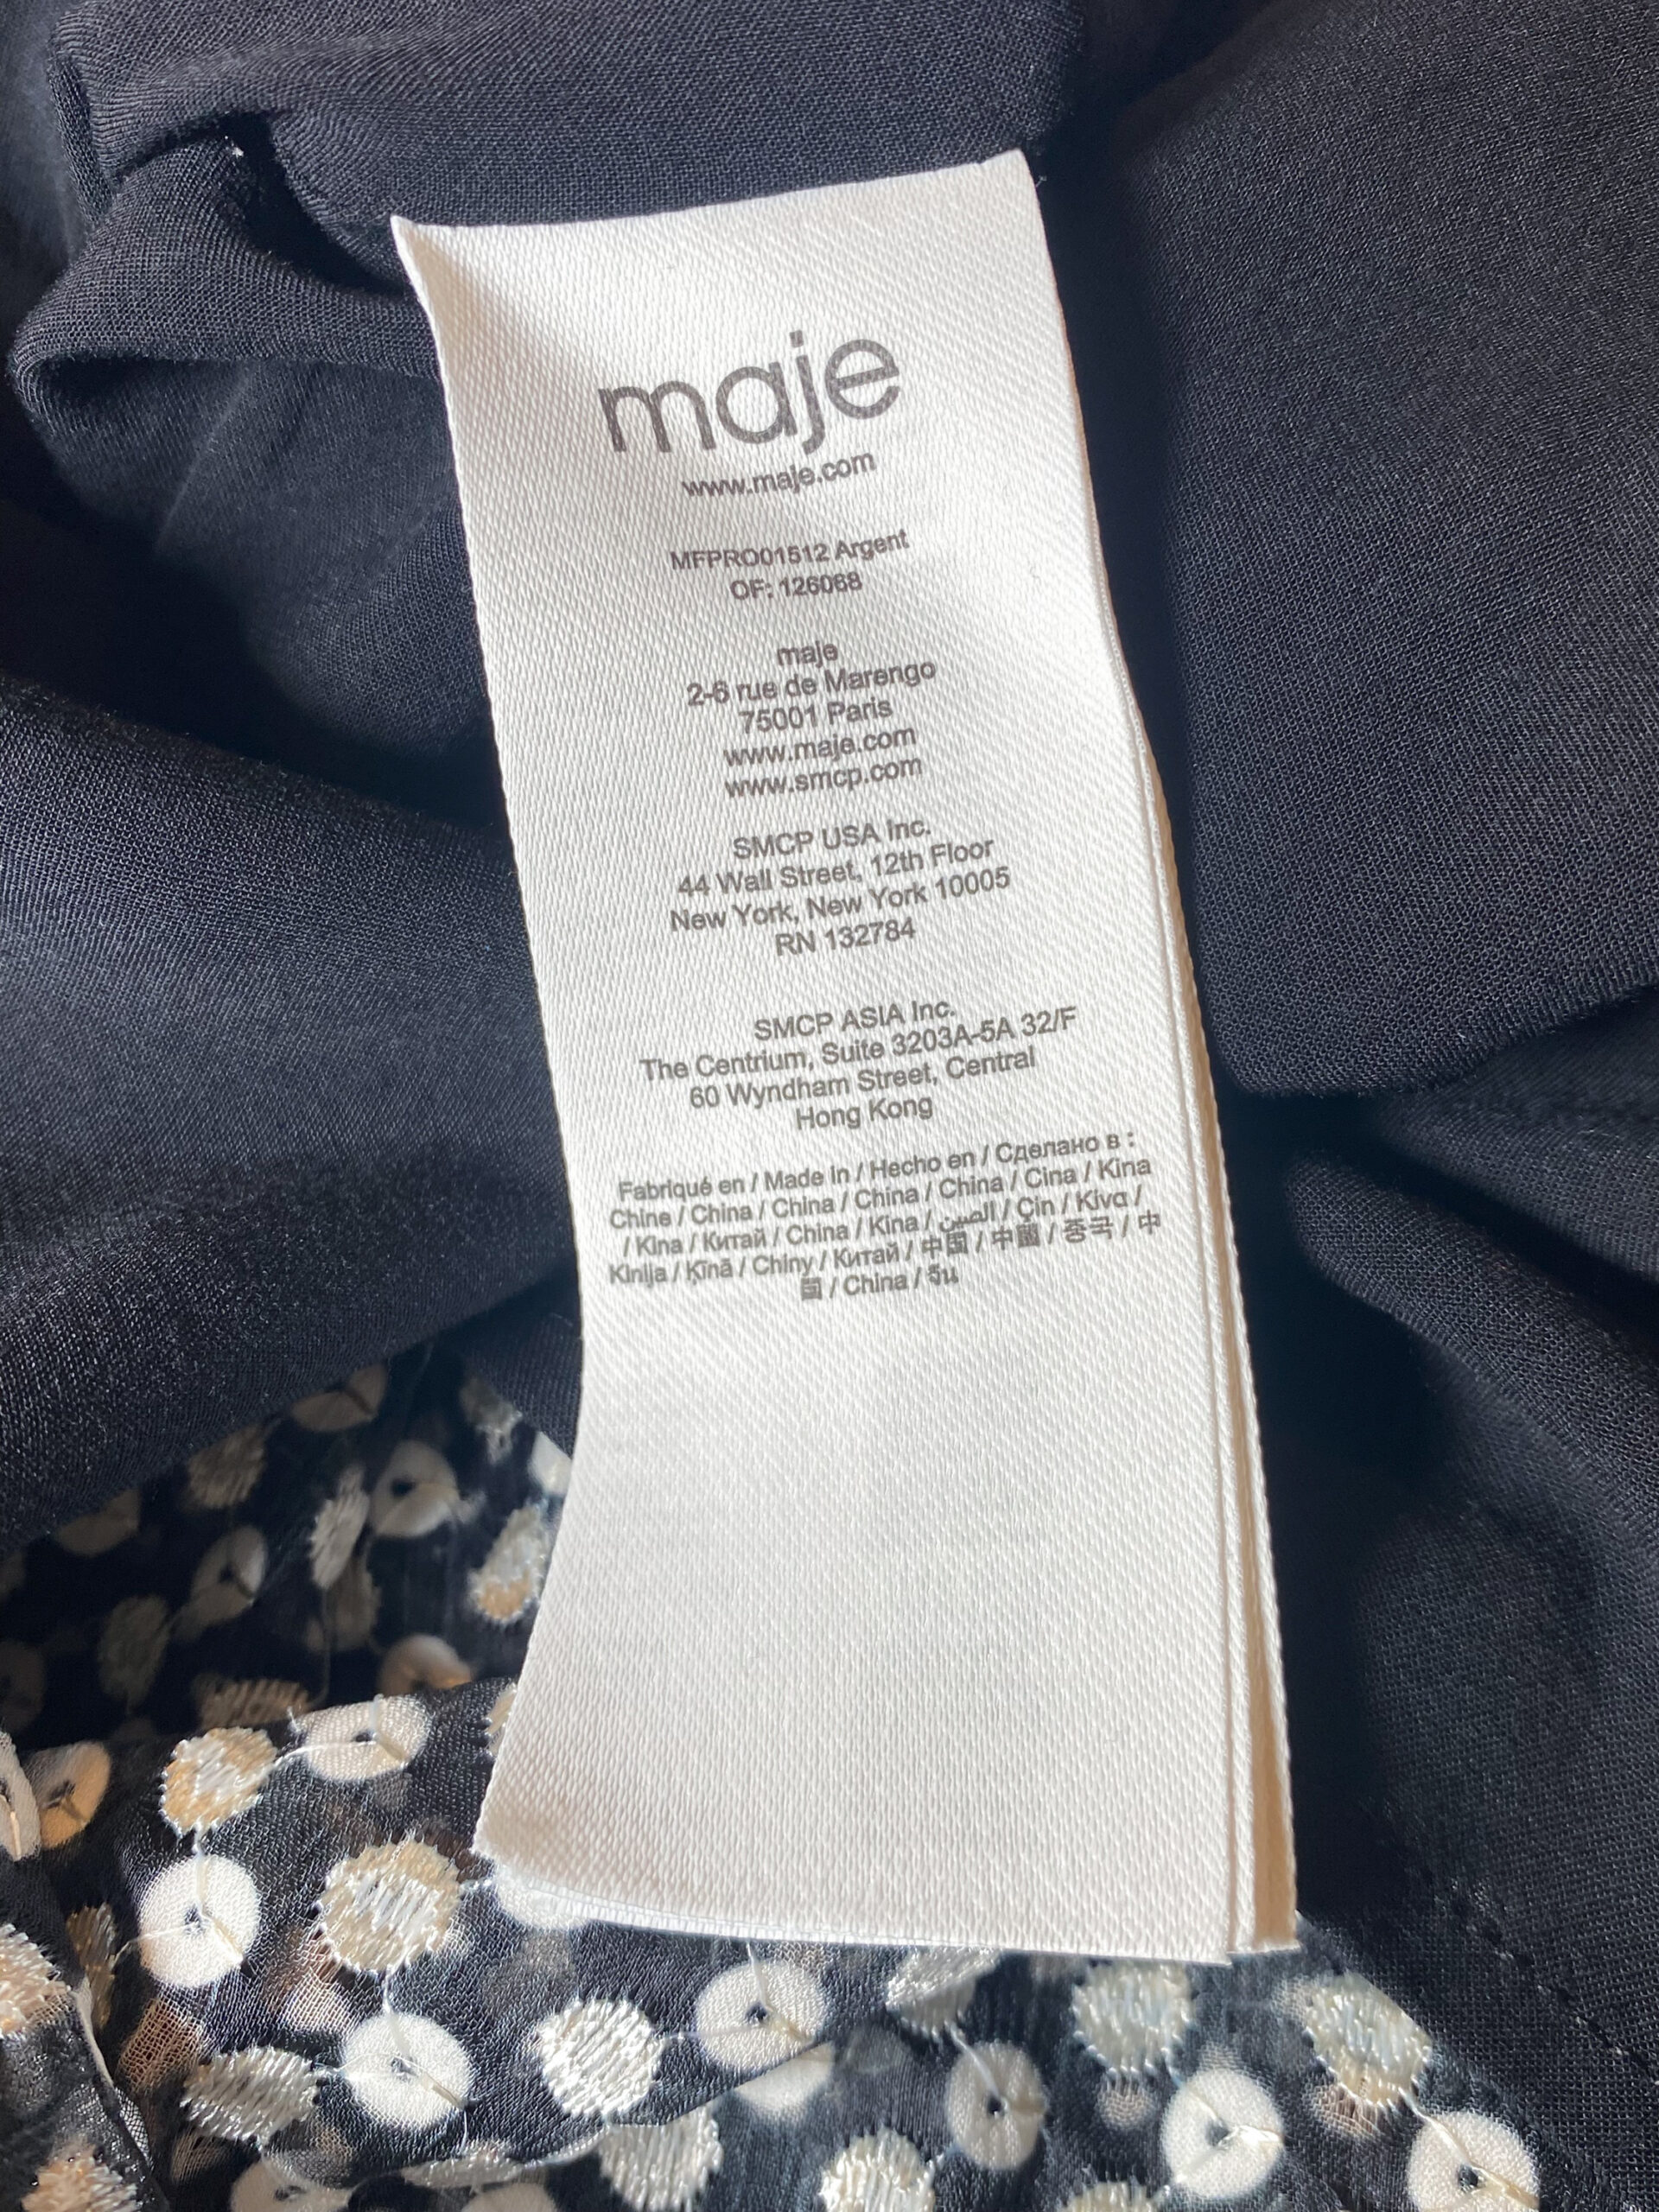 maje
www.maje.com
MFPRO01512 Argent
OF: 126068
maje
2-6 rue de Marengo
75001 Paris
www.maje.com
www.smcp.com
SMCP USA Inc.
44 Wall Street, 12th Floor
New York, New York 10005
RN 132784
SMCP ASIA Inc.
The Centrium, Suite 3203A-5A 32/F
60 Wyndham Street, Central
Hong Kong
Fabriqué en / Made in / Hecho en / Сделано в :
Chine / China / China / China / China / Cina / Kina
/ Kina / Китай / China / Kina / الصين / Çin / Κίνα /
Kinija / Ķīnā / Chiny / Китай / 中国 / 中國 / 중국 / 中
国 / China / จีน